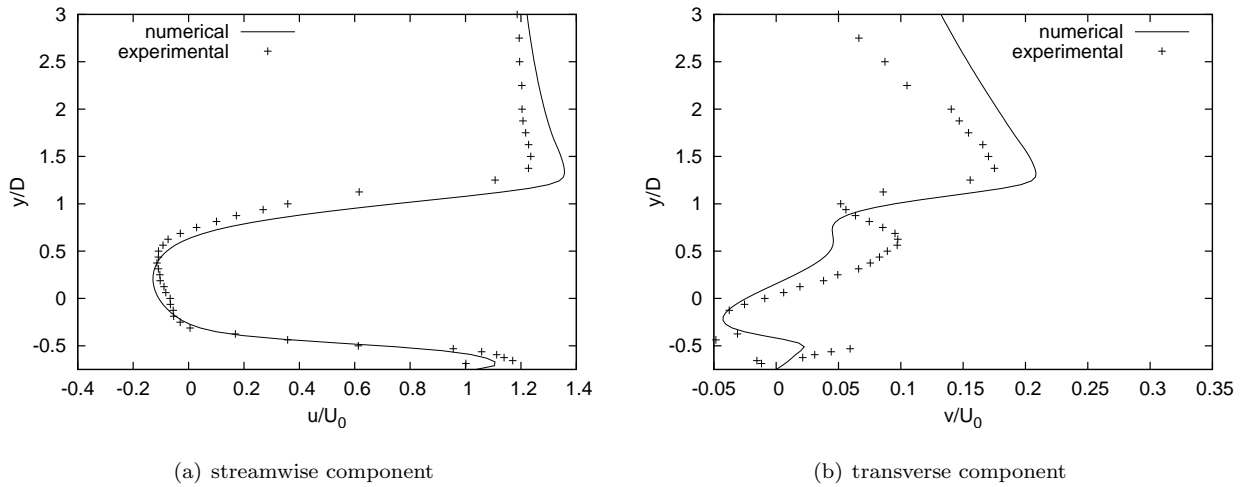 3
2.5
2
1.5
1
0.5
0
-0.5
y/D
numerical
experimental
-0.4 -0.2 0 0.2 0.4 0.6 0.8 1 1.2 1.4
u/U0
(a) streamwise component
3
2.5
2
1.5
1
0.5
0
-0.5
y/D
numerical
experimental
-0.05 0 0.05 0.1 0.15 0.2 0.25 0.3 0.35
v/U0
(b) transverse component